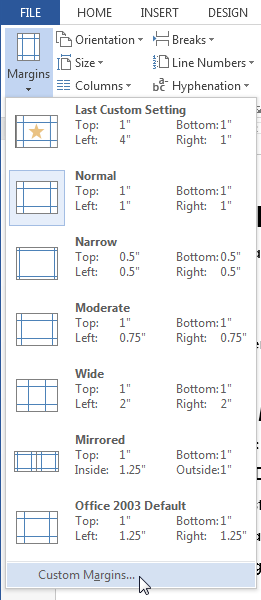 FILE HOME INSERT DESIGN
Margins
Orientation Breaks
Size Line Numbers
Columns Hyphenation
Last Custom Setting
Top: 1" Bottom: 1"
Left: 4" Right: 1"
Normal
Top: 1" Bottom: 1"
Left: 1" Right: 1"
Narrow
Top: 0.5" Bottom: 0.5"
Left: 0.5" Right: 0.5"
Moderate
Top: 1" Bottom: 1"
Left: 0.75" Right: 0.75"
Wide
Top: 1" Bottom: 1"
Left: 2" Right: 2"
Mirrored
Top: 1" Bottom: 1"
Inside: 1.25" Outside: 1"
Office 2003 Default
Top: 1" Bottom: 1"
Left: 1.25" Right: 1.25"
Custom Margins...